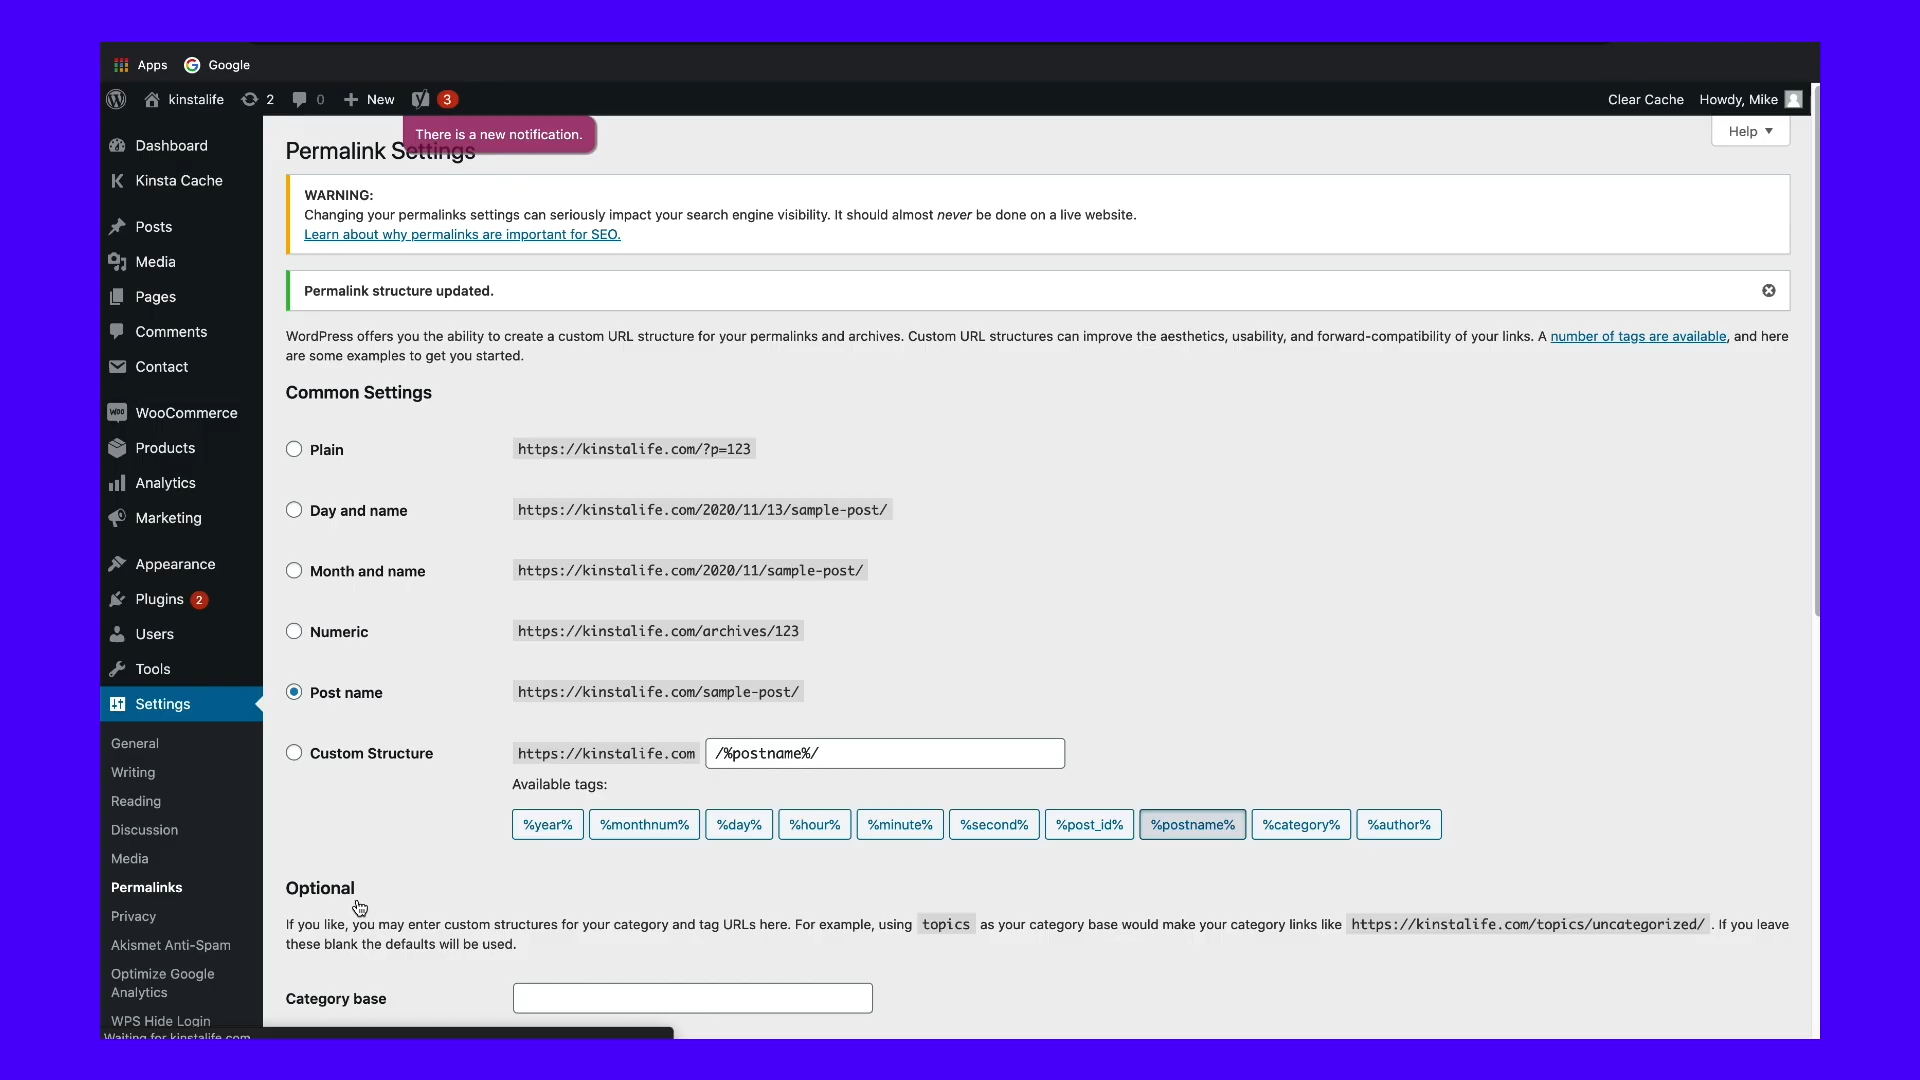 Apps Google
kinstalife 2 0 New 3 Clear Cache Howdy, Mike
There is a new notification.
Help
Dashboard
Kinsta Cache
Posts
Media
Pages
Comments
Contact
WooCommerce
Products
Analytics
Marketing
Appearance
Plugins 2
Users
Tools
Settings
General
Writing
Reading
Discussion
Media
Permalinks
Privacy
Akismet Anti-Spam
Optimize Google
Analytics
WPS Hide Login
Waiting for kinstalife.com
Permalink Settings
WARNING:
Changing your permalinks settings can seriously impact your search engine visibility. It should almost never be done on a live website.
Learn about why permalinks are important for SEO.
Permalink structure updated.
WordPress offers you the ability to create a custom URL structure for your permalinks and archives. Custom URL structures can improve the aesthetics, usability, and forward-compatibility of your links. A number of tags are available, and here
are some examples to get you started.
Common Settings
Plain https://kinstalife.com/?p=123
Day and name https://kinstalife.com/2020/11/13/sample-post/
Month and name https://kinstalife.com/2020/11/sample-post/
Numeric https://kinstalife.com/archives/123
Post name https://kinstalife.com/sample-post/
Custom Structure https://kinstalife.com /%postname%/
Available tags:
%year% %monthnum% %day% %hour% %minute% %second% %post_id% %postname% %category% %author%
Optional
If you like, you may enter custom structures for your category and tag URLs here. For example, using topics as your category base would make your category links like https://kinstalife.com/topics/uncategorized/ . If you leave
these blank the defaults will be used.
Category base